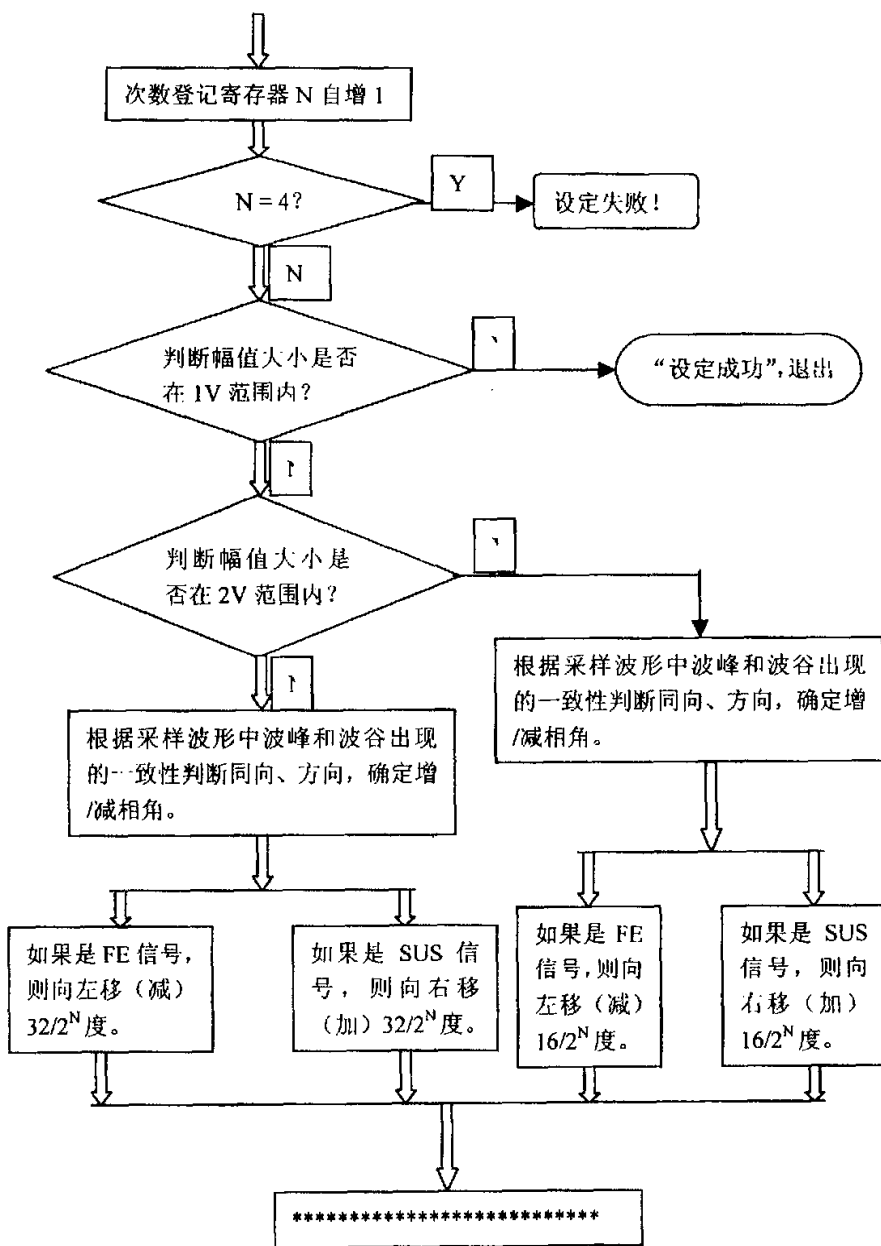 次数登记寄存器 N 自增 1
N = 4?
Y
设定失败!
N
判断幅值大小是否
在 1V 范围内?
“设定成功”,退出
判断幅值大小是
否在 2V 范围内?
根据采样波形中波峰和波谷出现
的一致性判断同向、方向,确定增
/减相角。
根据采样波形中波峰和波谷出现
的一致性判断同向、方向,确定增
/减相角。
如果是 FE 信号,
则向左移(减)
32/2^N 度。
如果是 SUS 信
号,则向右移
(加)32/2^N 度。
如果是 FE
信号,则向
左移(减)
16/2^N 度。
如果是 SUS
信号,则向
右移(加)
16/2^N 度。
**************************